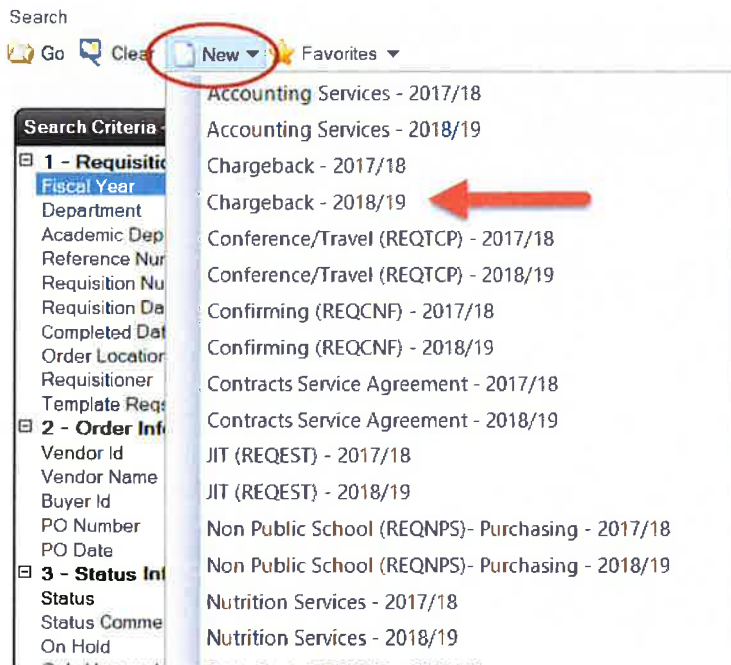 Search
Go Clear New Favorites
Accounting Services - 2017/18
Search Criteria -
Accounting Services - 2018/19
1 - Requisitio
Chargeback - 2017/18
Fiscal Year
Chargeback - 2018/19
Department
Academic Dep
Conference/Travel (REQTCP) - 2017/18
Reference Nur
Conference/Travel (REQTCP) - 2018/19
Requisition Nu
Requisition Da
Confirming (REQCNF) - 2017/18
Completed Dat
Confirming (REQCNF) - 2018/19
Order Location
Requisitioner
Contracts Service Agreement - 2017/18
Template Reqs
Contracts Service Agreement - 2018/19
2 - Order Info
Vendor Id
JIT (REQEST) - 2017/18
Vendor Name
JIT (REQEST) - 2018/19
Buyer Id
PO Number
Non Public School (REQNPS)- Purchasing - 2017/18
PO Date
Non Public School (REQNPS)- Purchasing - 2018/19
3 - Status Inf
Status
Nutrition Services - 2017/18
Status Comme
Nutrition Services - 2018/19
On Hold